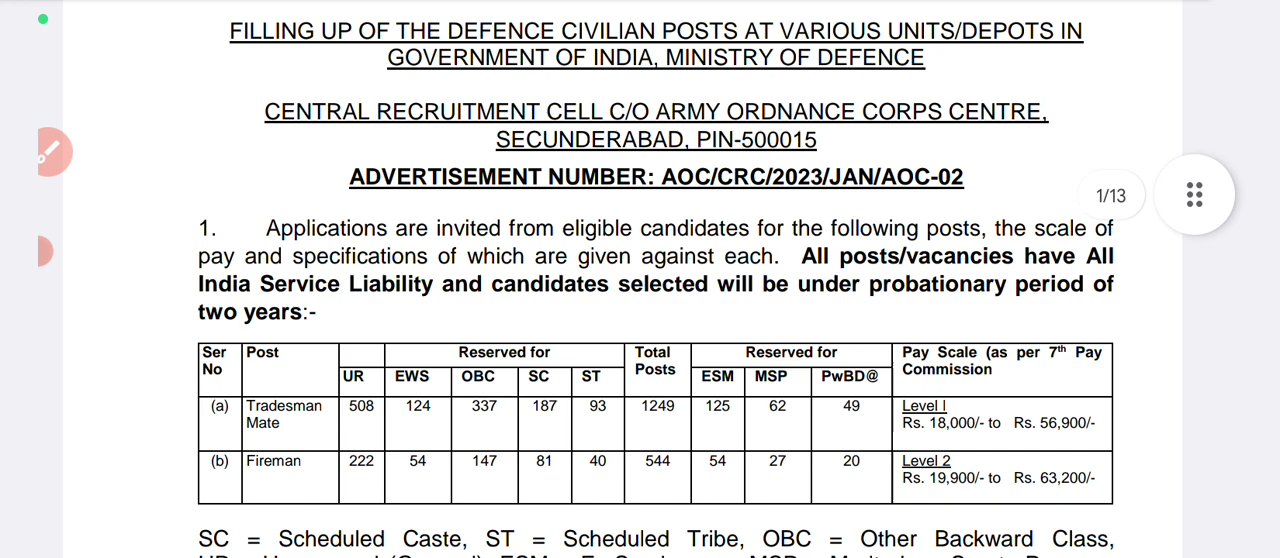 FILLING UP OF THE DEFENCE CIVILIAN POSTS AT VARIOUS UNITS/DEPOTS IN
GOVERNMENT OF INDIA, MINISTRY OF DEFENCE
CENTRAL RECRUITMENT CELL C/O ARMY ORDNANCE CORPS CENTRE,
SECUNDERABAD, PIN-500015
ADVERTISEMENT NUMBER: AOC/CRC/2023/JAN/AOC-02
1/13
1. Applications are invited from eligible candidates for the following posts, the scale of
pay and specifications of which are given against each. All posts/vacancies have All
India Service Liability and candidates selected will be under probationary period of
two years:-
Ser No Post Reserved for Total Posts Reserved for Pay Scale (as per 7th Pay Commission
UR EWS OBC SC ST ESM MSP PwBD@
(a) Tradesman Mate 508 124 337 187 93 1249 125 62 49 Level I
Rs. 18,000/- to Rs. 56,900/-
(b) Fireman 222 54 147 81 40 544 54 27 20 Level 2
Rs. 19,900/- to Rs. 63,200/-
SC = Scheduled Caste, ST = Scheduled Tribe, OBC = Other Backward Class,